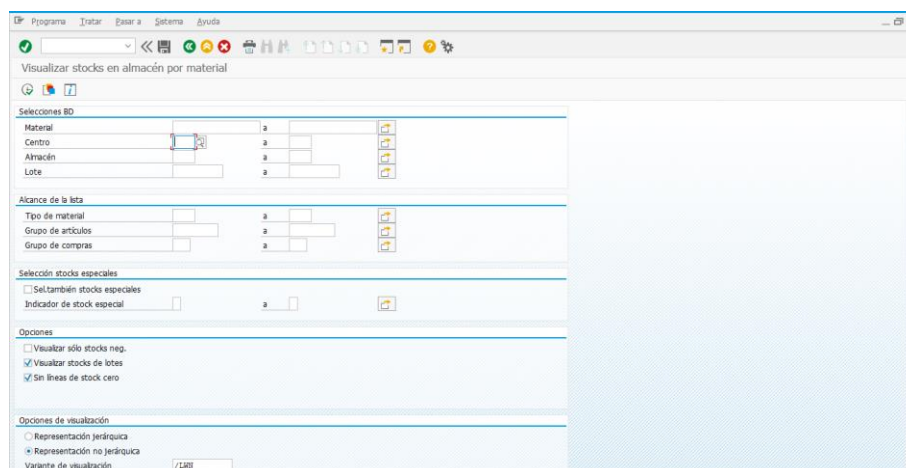 Programa Tratar Pasar a Sistema Ayuda
Visualizar stocks en almacén por material
Selecciones BD
Material a
Centro a
Almacén a
Lote a
Alcance de la lista
Tipo de material a
Grupo de artículos a
Grupo de compras a
Selección stocks especiales
Sel.también stocks especiales
Indicador de stock especial a
Opciones
Visualizar sólo stocks neg.
Visualizar stocks de lotes
Sin líneas de stock cero
Opciones de visualización
Representación jerárquica
Representación no jerárquica
Variante de visualización